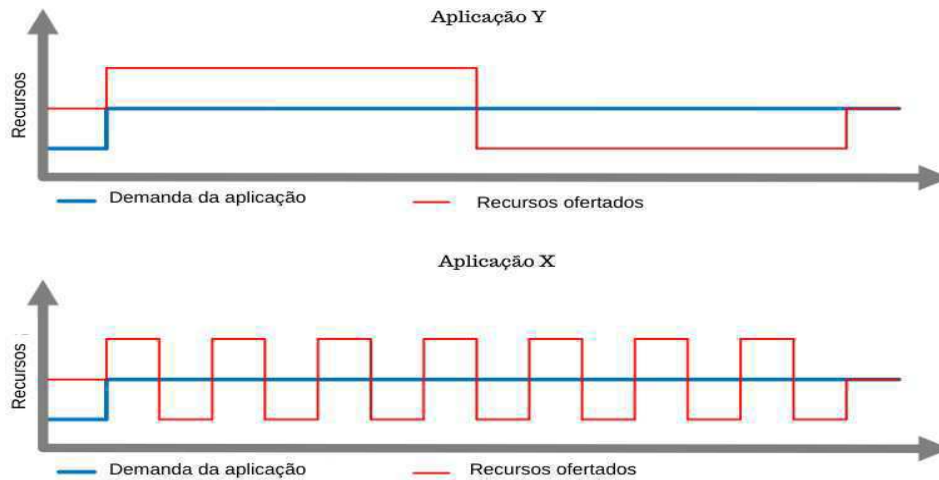 Aplicação Y
Recursos
Demanda da aplicação
Recursos ofertados
Aplicação X
Recursos
Demanda da aplicação
Recursos ofertados